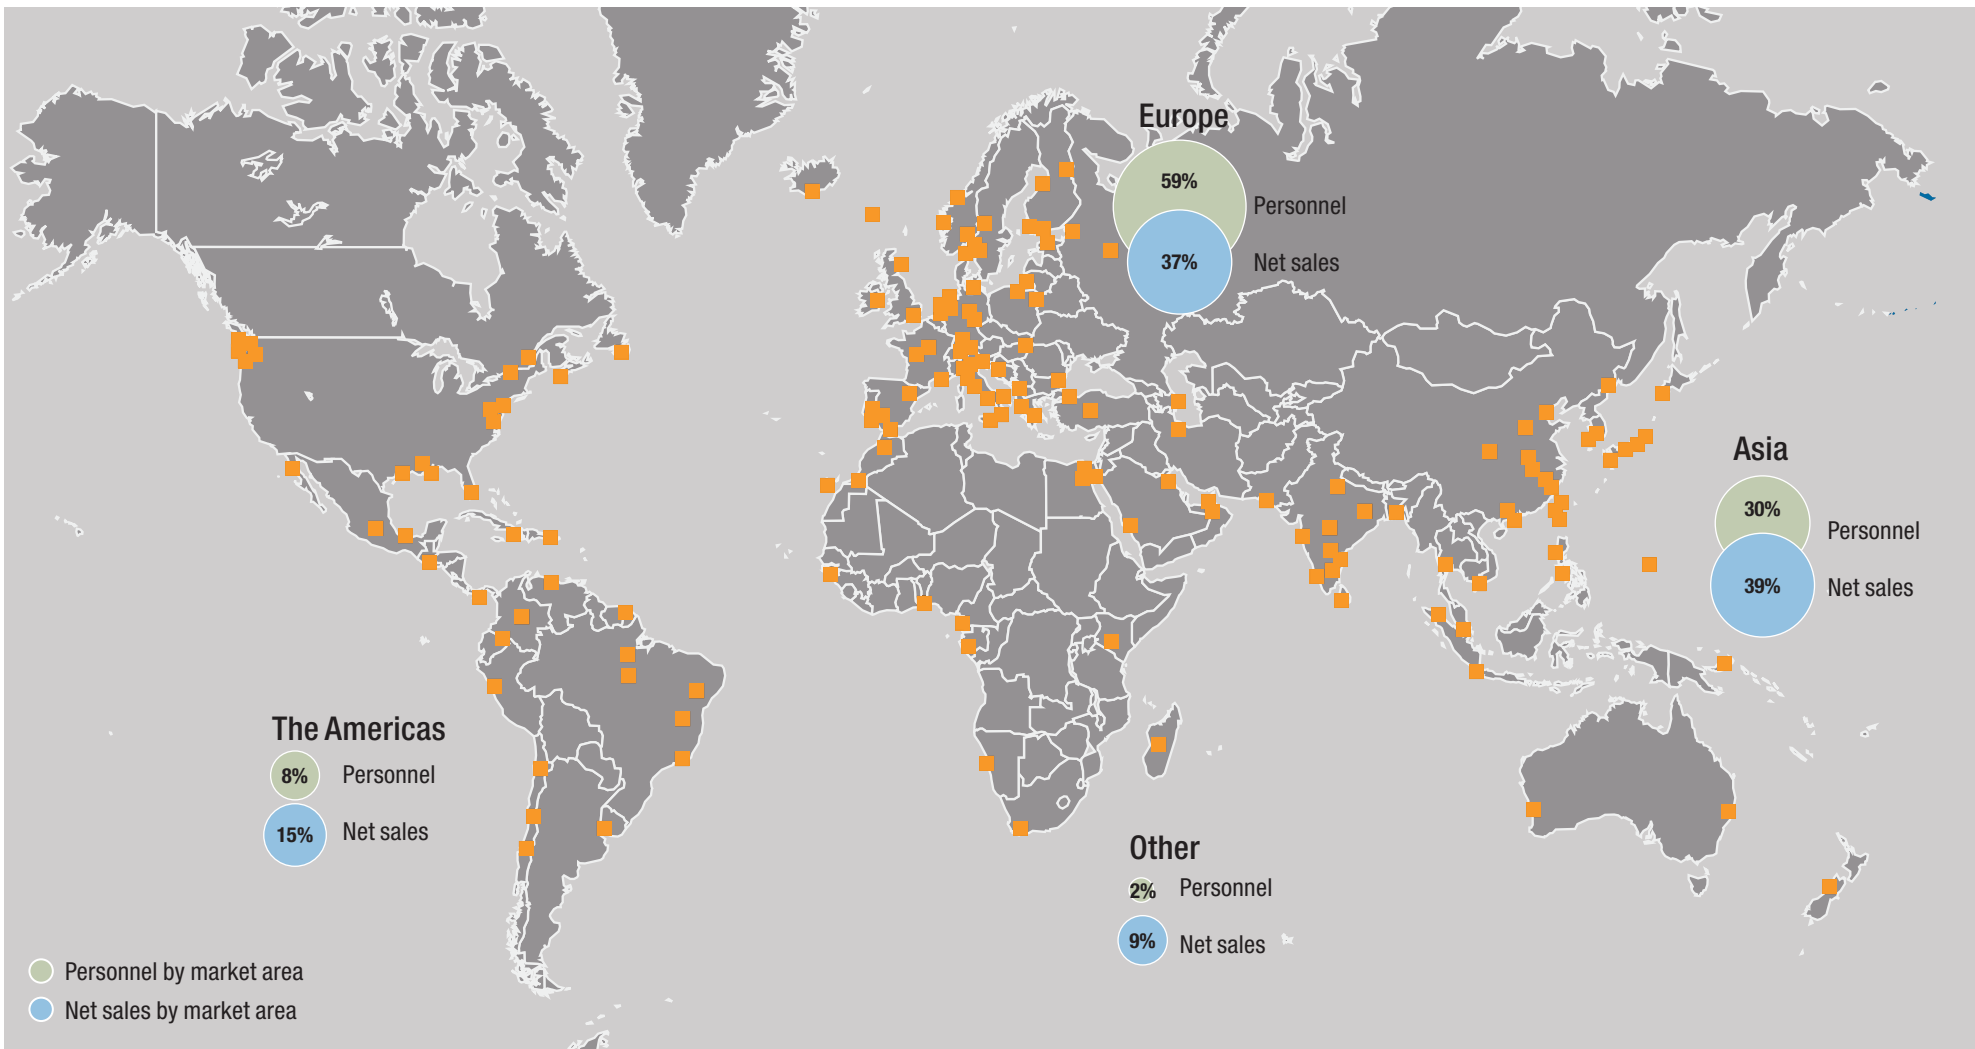 Europe
59%
Personnel
37%
Net sales
Asia
30%
Personnel
39%
Net sales
The Americas
8%
Personnel
15%
Net sales
Other
2%
Personnel
9%
Net sales
Personnel by market area
Net sales by market area